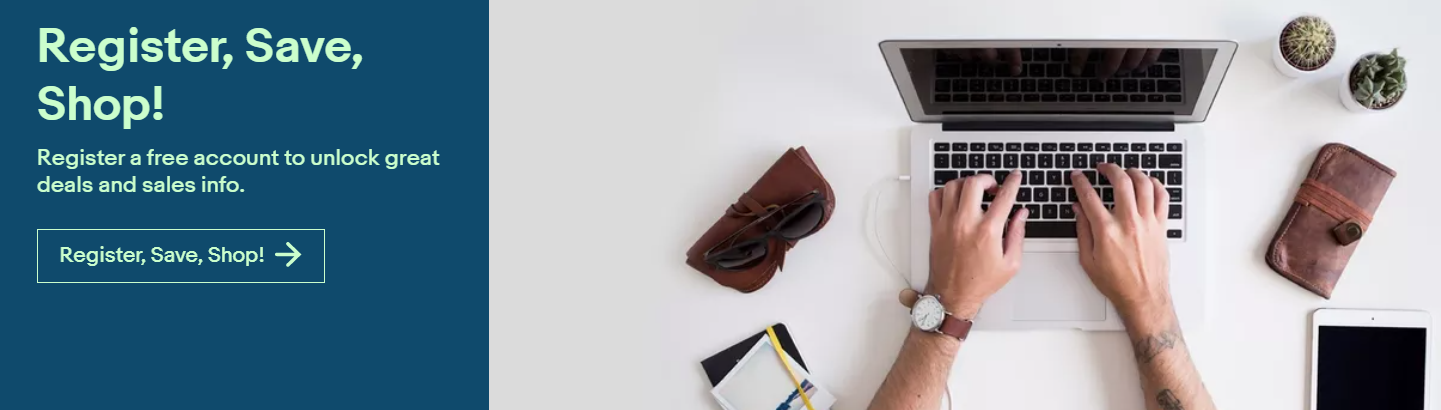 Register, Save,
Shop!
Register a free account to unlock great
deals and sales info.
Register, Save, Shop!